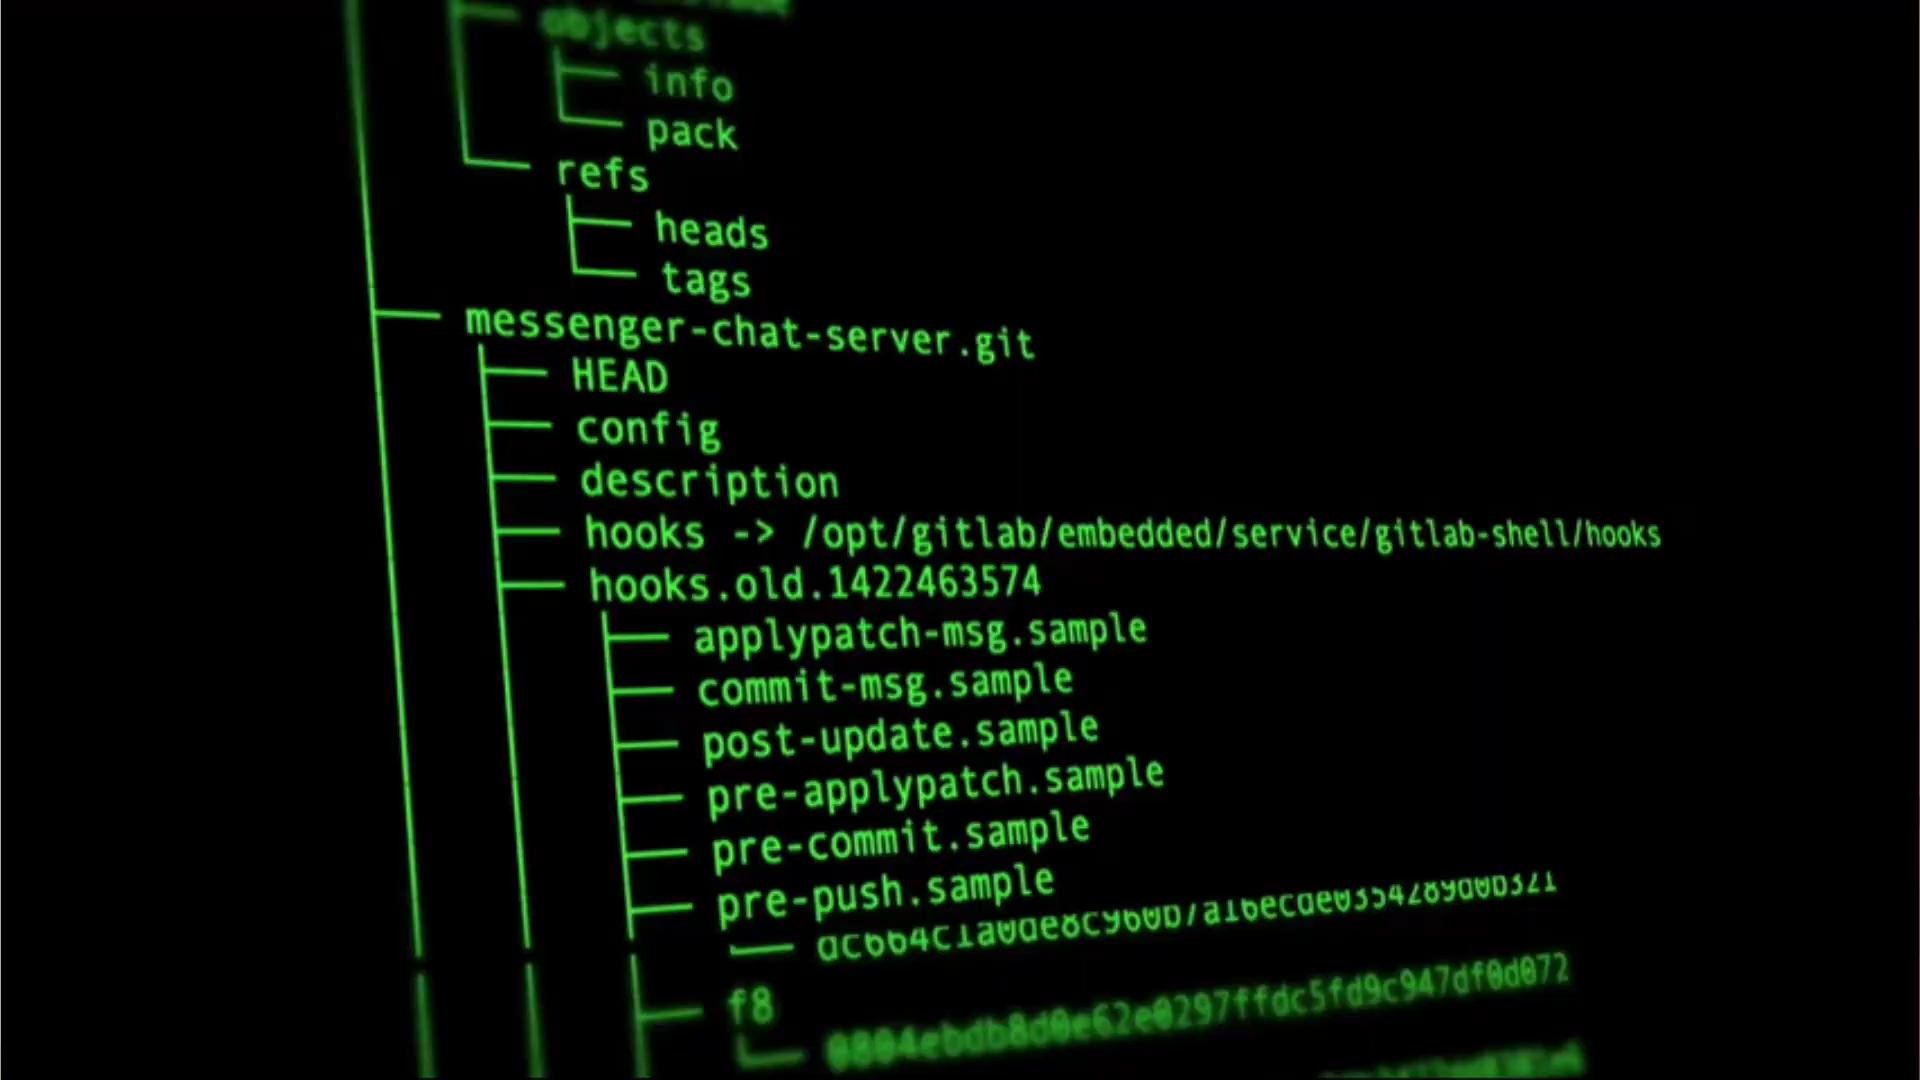 objects
info
pack
refs
heads
tags
messenger-chat-server.git
HEAD
config
description
hooks -> /opt/gitlab/embedded/service/gitlab-shell/hooks
hooks.old.1422463574
applypatch-msg.sample
commit-msg.sample
post-update.sample
pre-applypatch.sample
pre-commit.sample
pre-push.sample
f8
0804ebdb8d0e62e0297ffdc5fd9c947df0d072